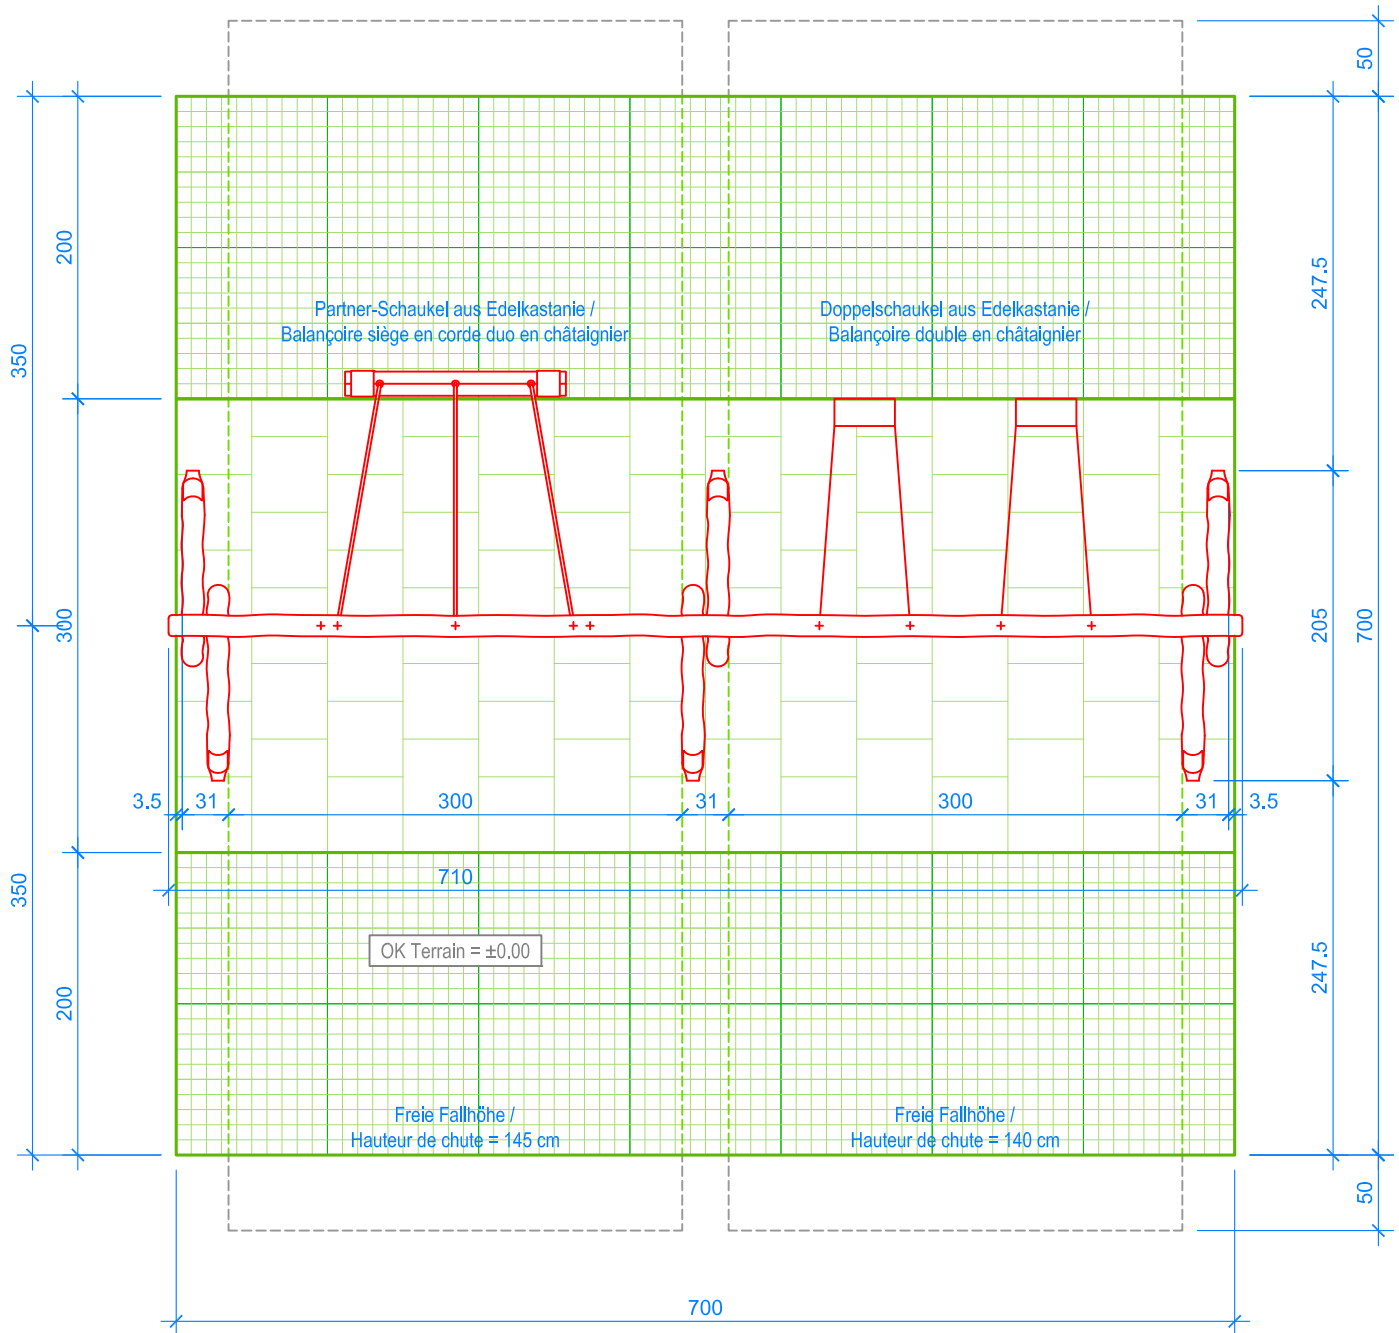 50
200
247.5
Partner-Schaukel aus Edelkastanie /
Balançoire siège en corde duo en châtaignier
Doppelschaukel aus Edelkastanie /
Balançoire double en châtaignier
350
300
205
700
3.5
31
300
31
300
31
3.5
710
350
OK Terrain = ±0.00
247.5
200
Freie Fallhöhe /
Hauteur de chute = 145 cm
Freie Fallhöhe /
Hauteur de chute = 140 cm
50
700